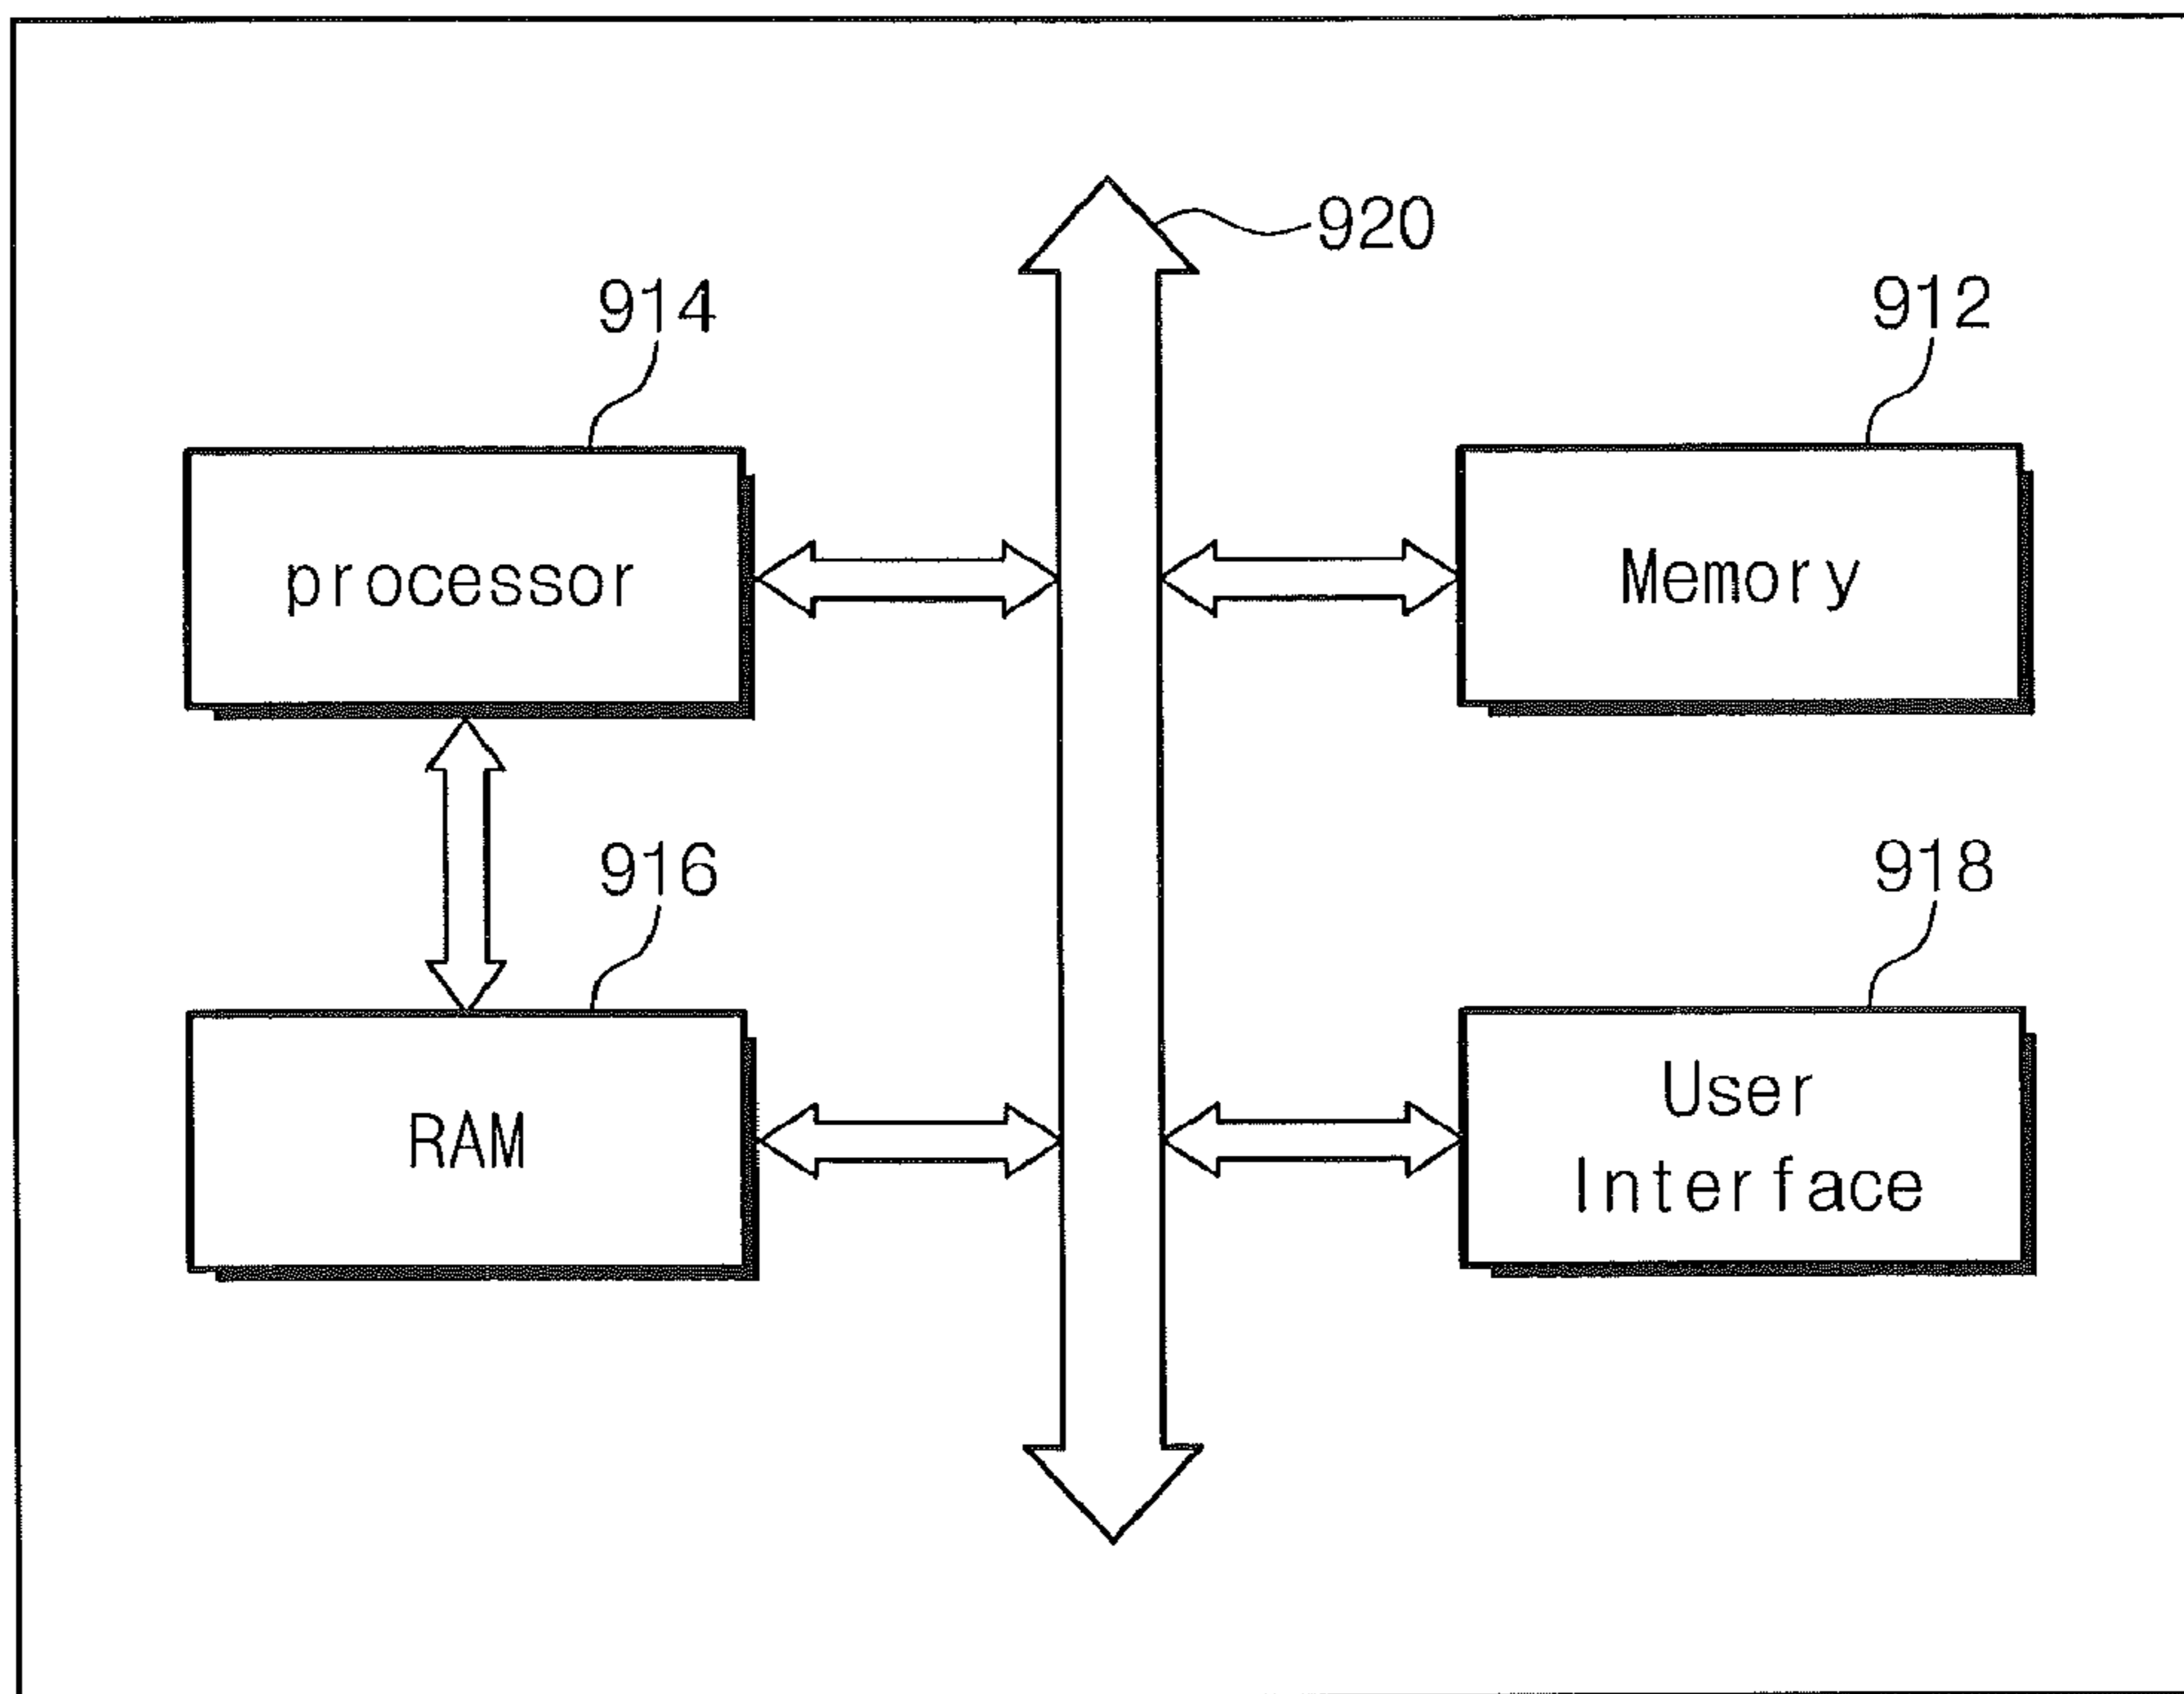 920
914
912
processor
Memory
916
918
RAM
User
Interface